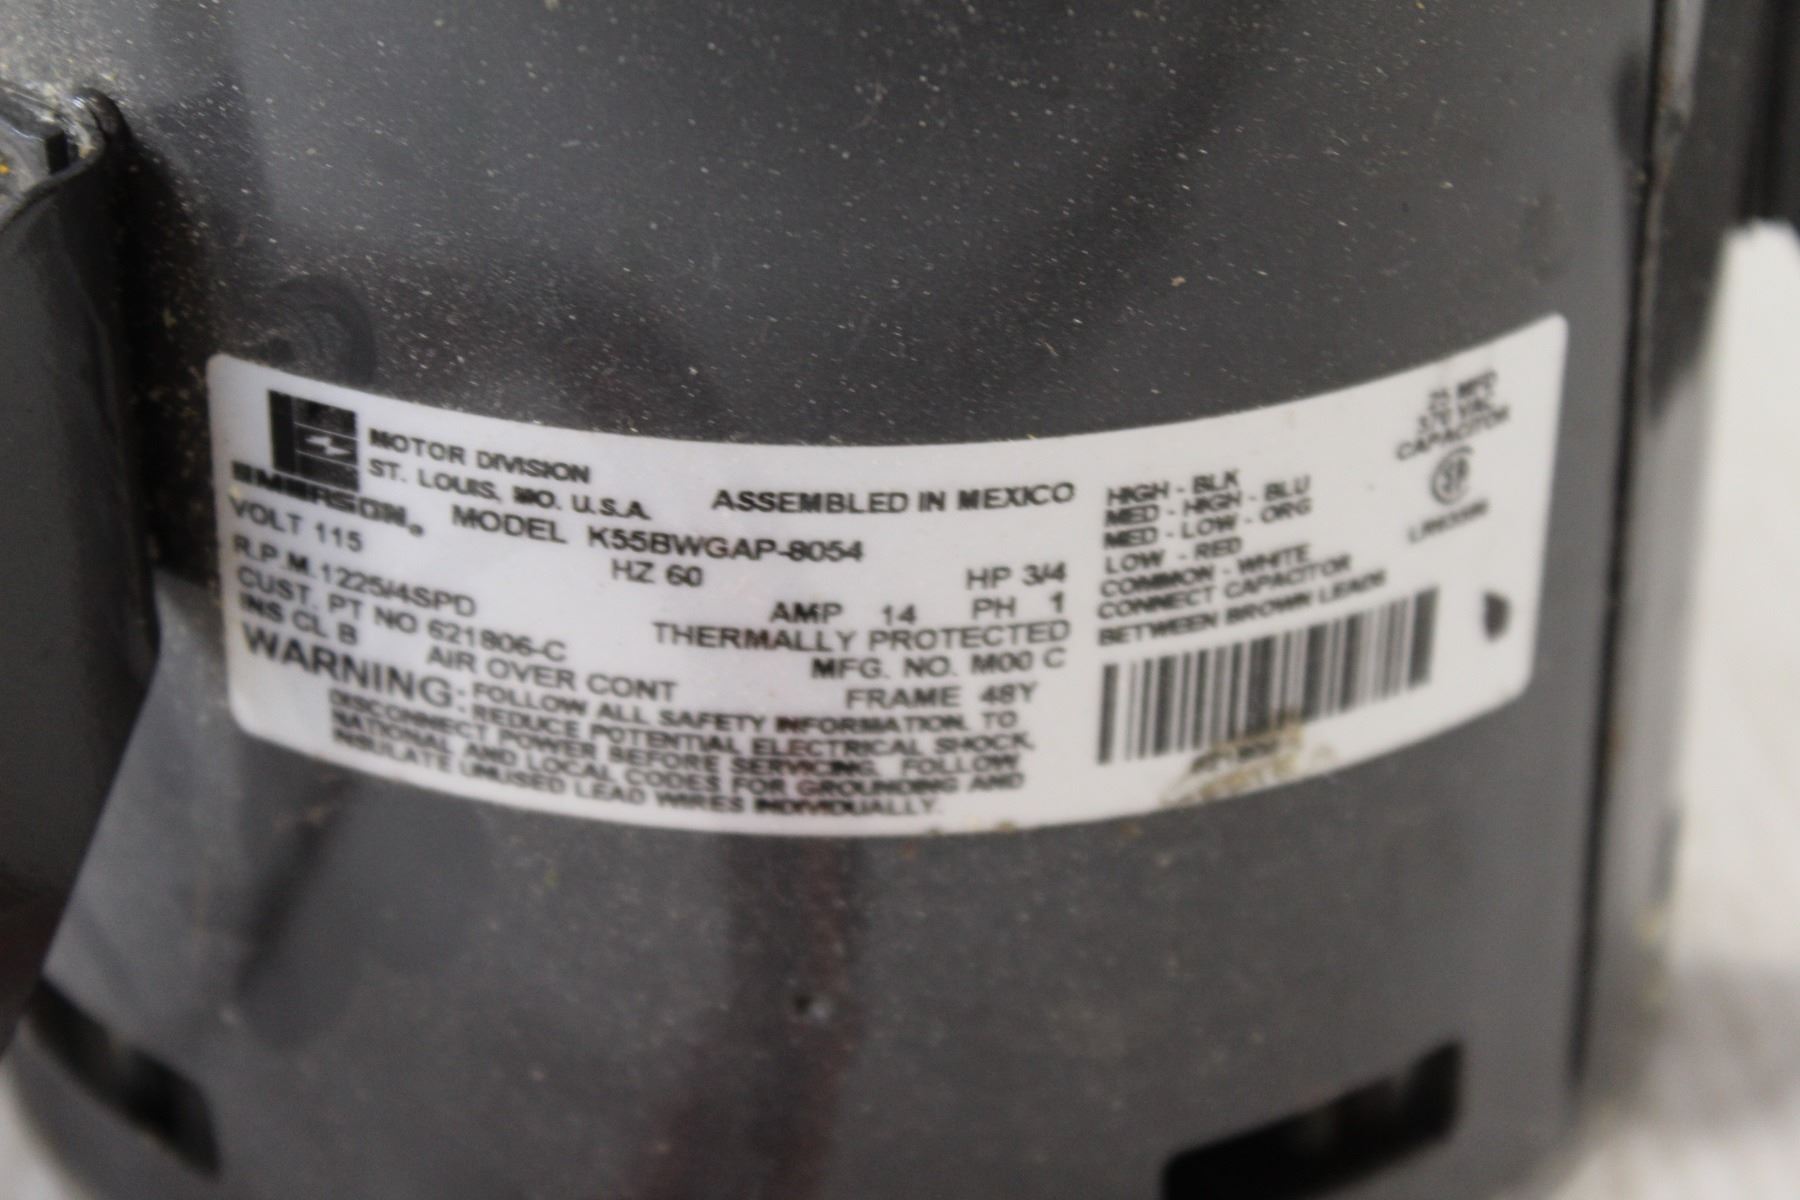 EMERSON
MOTOR DIVISION
ST. LOUIS, MO. U.S.A.
ASSEMBLED IN MEXICO
MODEL K55BWGAP-8054
VOLT 115 HZ 60 HP 3/4
R.P.M. 1225/4SPD AMP 14 PH 1
CUST. PT NO 621806-C THERMALLY PROTECTED
INS CL B AIR OVER CONT MFG. NO. M00 C
FRAME 48Y
WARNING - FOLLOW ALL SAFETY INFORMATION. TO
REDUCE POTENTIAL ELECTRICAL SHOCK,
DISCONNECT POWER BEFORE SERVICING. FOLLOW
NATIONAL AND LOCAL CODES FOR GROUNDING AND
INSULATE UNUSED LEAD WIRES INDIVIDUALLY.
HIGH - BLK
MED - HIGH - BLU
MED - LOW - ORG
LOW - RED
COMMON - WHITE
CONNECT CAPACITOR
BETWEEN BROWN LEADS
MFD
370 VAC
CAPACITOR